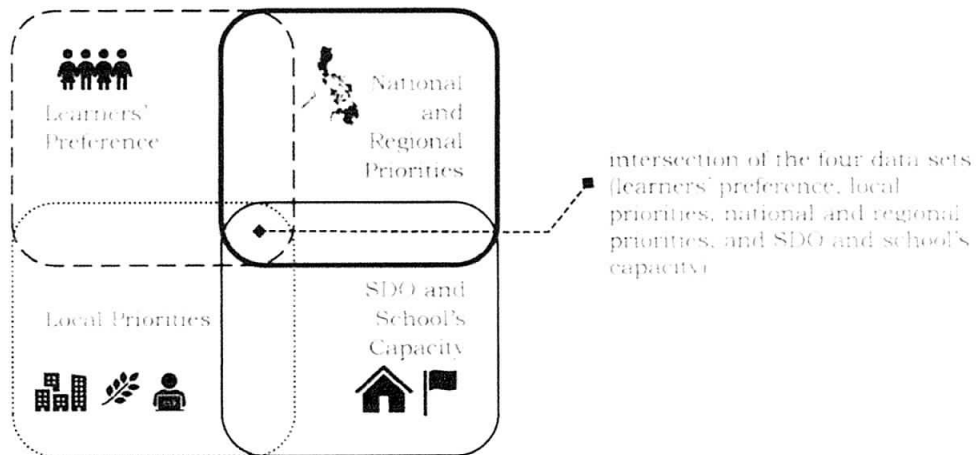 Learners'
Preference
National
and
Regional
Priorities
intersection of the four data sets
(learners' preference, local
priorities, national and regional
priorities, and SDO and school's
capacity)
Local Priorities
SDO and
School's
Capacity